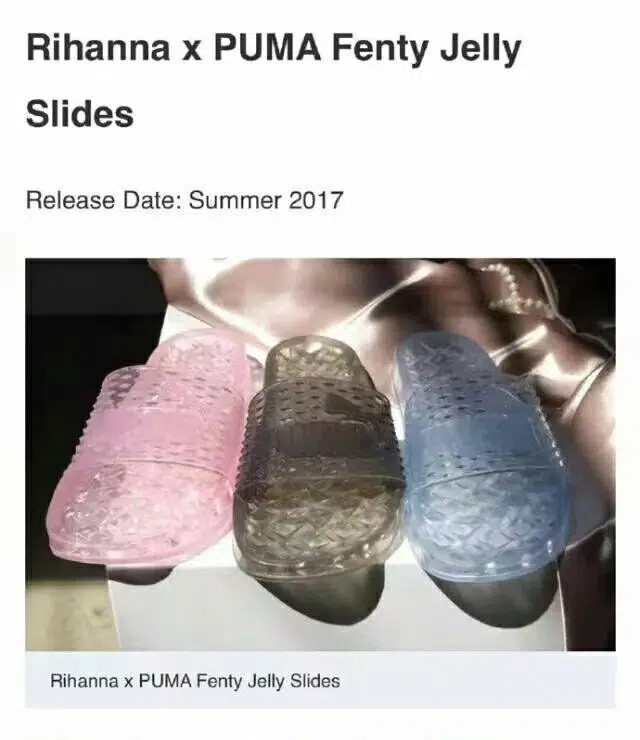 Rihanna x PUMA Fenty Jelly
Slides
Release Date: Summer 2017
Rihanna x PUMA Fenty Jelly Slides